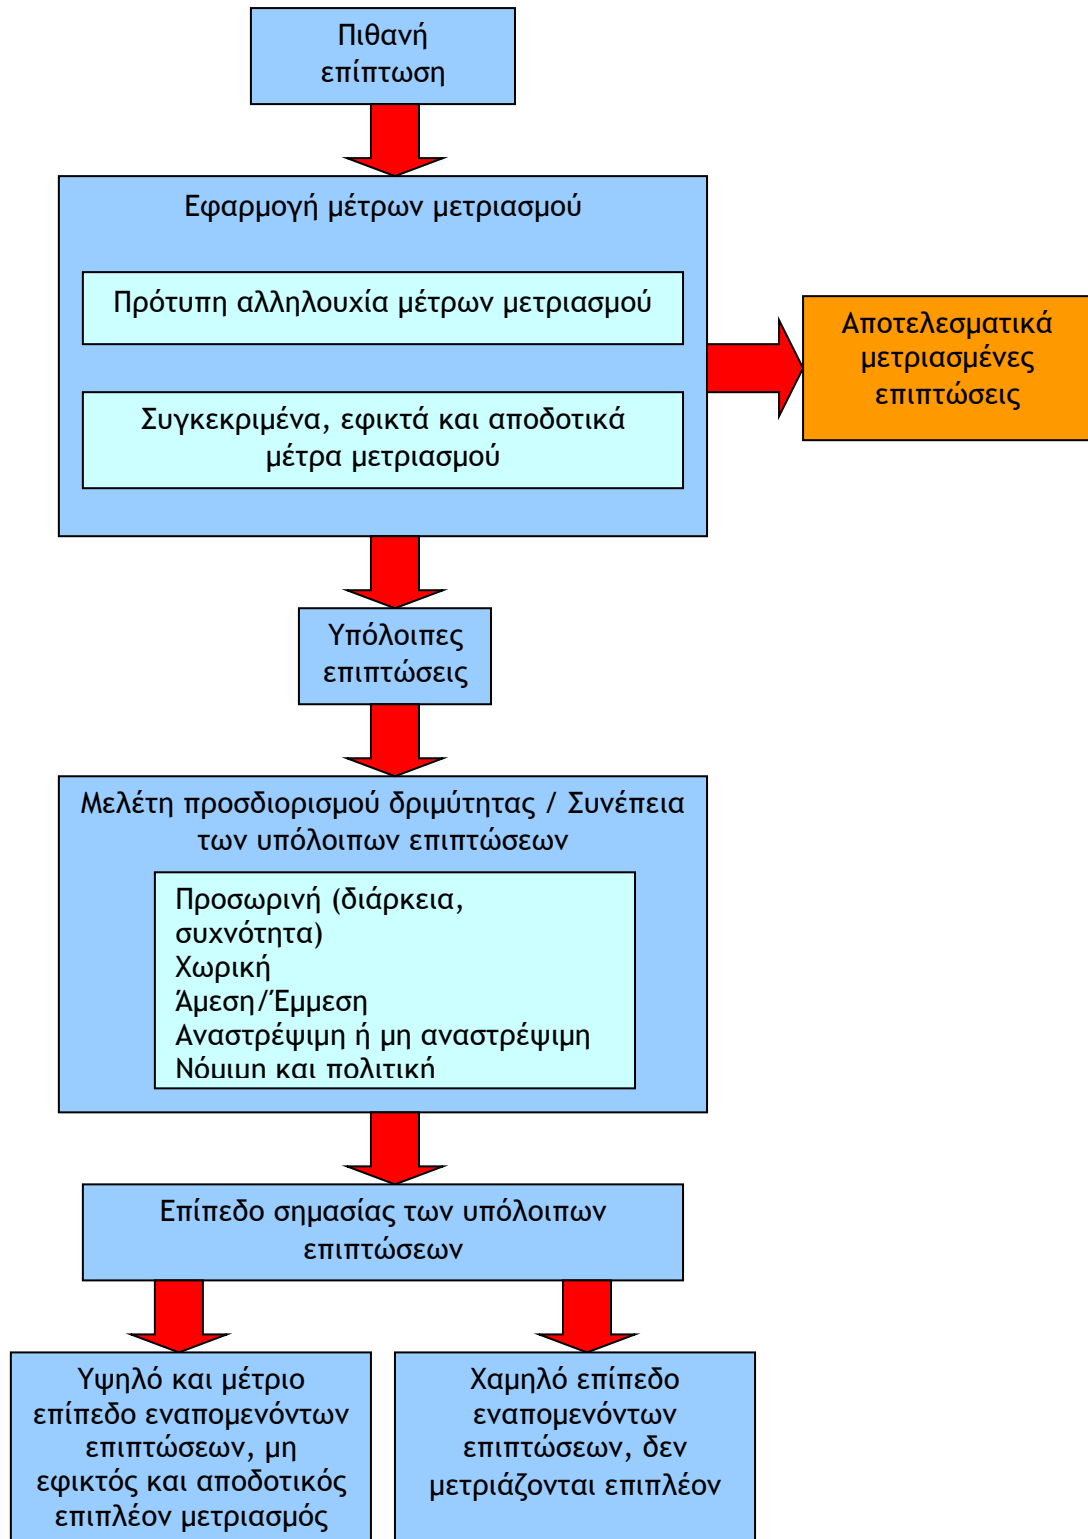 Πιθανή
επίπτωση
Εφαρμογή μέτρων μετριασμού
Πρότυπη αλληλουχία μέτρων μετριασμού
Συγκεκριμένα, εφικτά και αποδοτικά
μέτρα μετριασμού
Αποτελεσματικά
μετριασμένες
επιπτώσεις
Υπόλοιπες
επιπτώσεις
Μελέτη προσδιορισμού δριμύτητας / Συνέπεια
των υπόλοιπων επιπτώσεων
Προσωρινή (διάρκεια,
συχνότητα)
Χωρική
Άμεση/Έμμεση
Αναστρέψιμη ή μη αναστρέψιμη
Νόμιμη και πολιτική
Επίπεδο σημασίας των υπόλοιπων
επιπτώσεων
Υψηλό και μέτριο
επίπεδο εναπομενόντων
επιπτώσεων, μη
εφικτός και αποδοτικός
επιπλέον μετριασμός
Χαμηλό επίπεδο
εναπομενόντων
επιπτώσεων, δεν
μετριάζονται επιπλέον